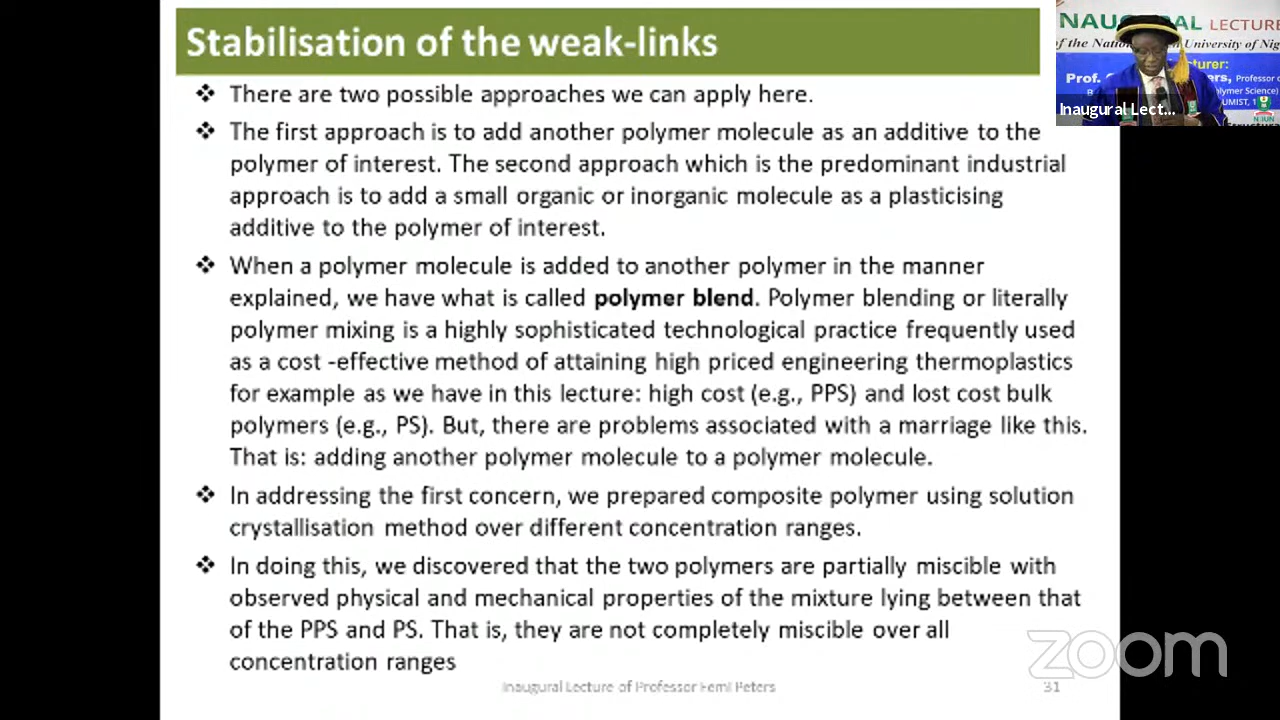 Stabilisation of the weak-links
❖ There are two possible approaches we can apply here.
❖ The first approach is to add another polymer molecule as an additive to the
polymer of interest. The second approach which is the predominant industrial
approach is to add a small organic or inorganic molecule as a plasticising
additive to the polymer of interest.
❖ When a polymer molecule is added to another polymer in the manner
explained, we have what is called polymer blend. Polymer blending or literally
polymer mixing is a highly sophisticated technological practice frequently used
as a cost -effective method of attaining high priced engineering thermoplastics
for example as we have in this lecture: high cost (e.g., PPS) and lost cost bulk
polymers (e.g., PS). But, there are problems associated with a marriage like this.
That is: adding another polymer molecule to a polymer molecule.
❖ In addressing the first concern, we prepared composite polymer using solution
crystallisation method over different concentration ranges.
❖ In doing this, we discovered that the two polymers are partially miscible with
observed physical and mechanical properties of the mixture lying between that
of the PPS and PS. That is, they are not completely miscible over all
concentration ranges
Inaugural Lecture of Professor Femi Peters
31
zoom
LECTURE
of the University of Nig
Prof.
Professor
Inaugural Lect...